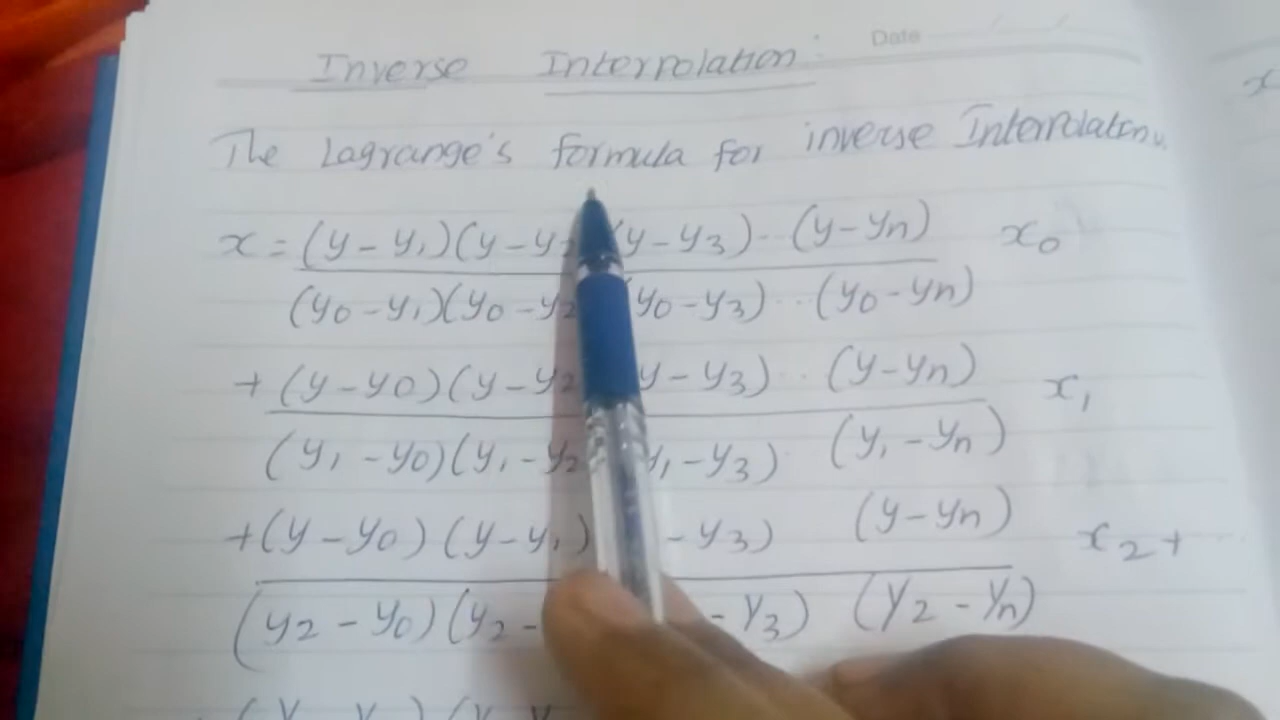 Date
Inverse Interpolation:
The Lagrange's formula for inverse Interpolation
x = (y - y1)(y - y2 (y - y3) .. (y - yn) x0
(y0 - y1)(y0 - y2 (y0 - y3) .. (y0 - yn)
+ (y - y0)(y - y2 y - y3) .. (y - yn) x1
(y1 - y0)(y1 - y2 y1 - y3) (y1 - yn)
+ (y - y0)(y - y1) - y3) (y - yn) x2 + ...
(y2 - y0)(y2 - - y3) (y2 - yn)